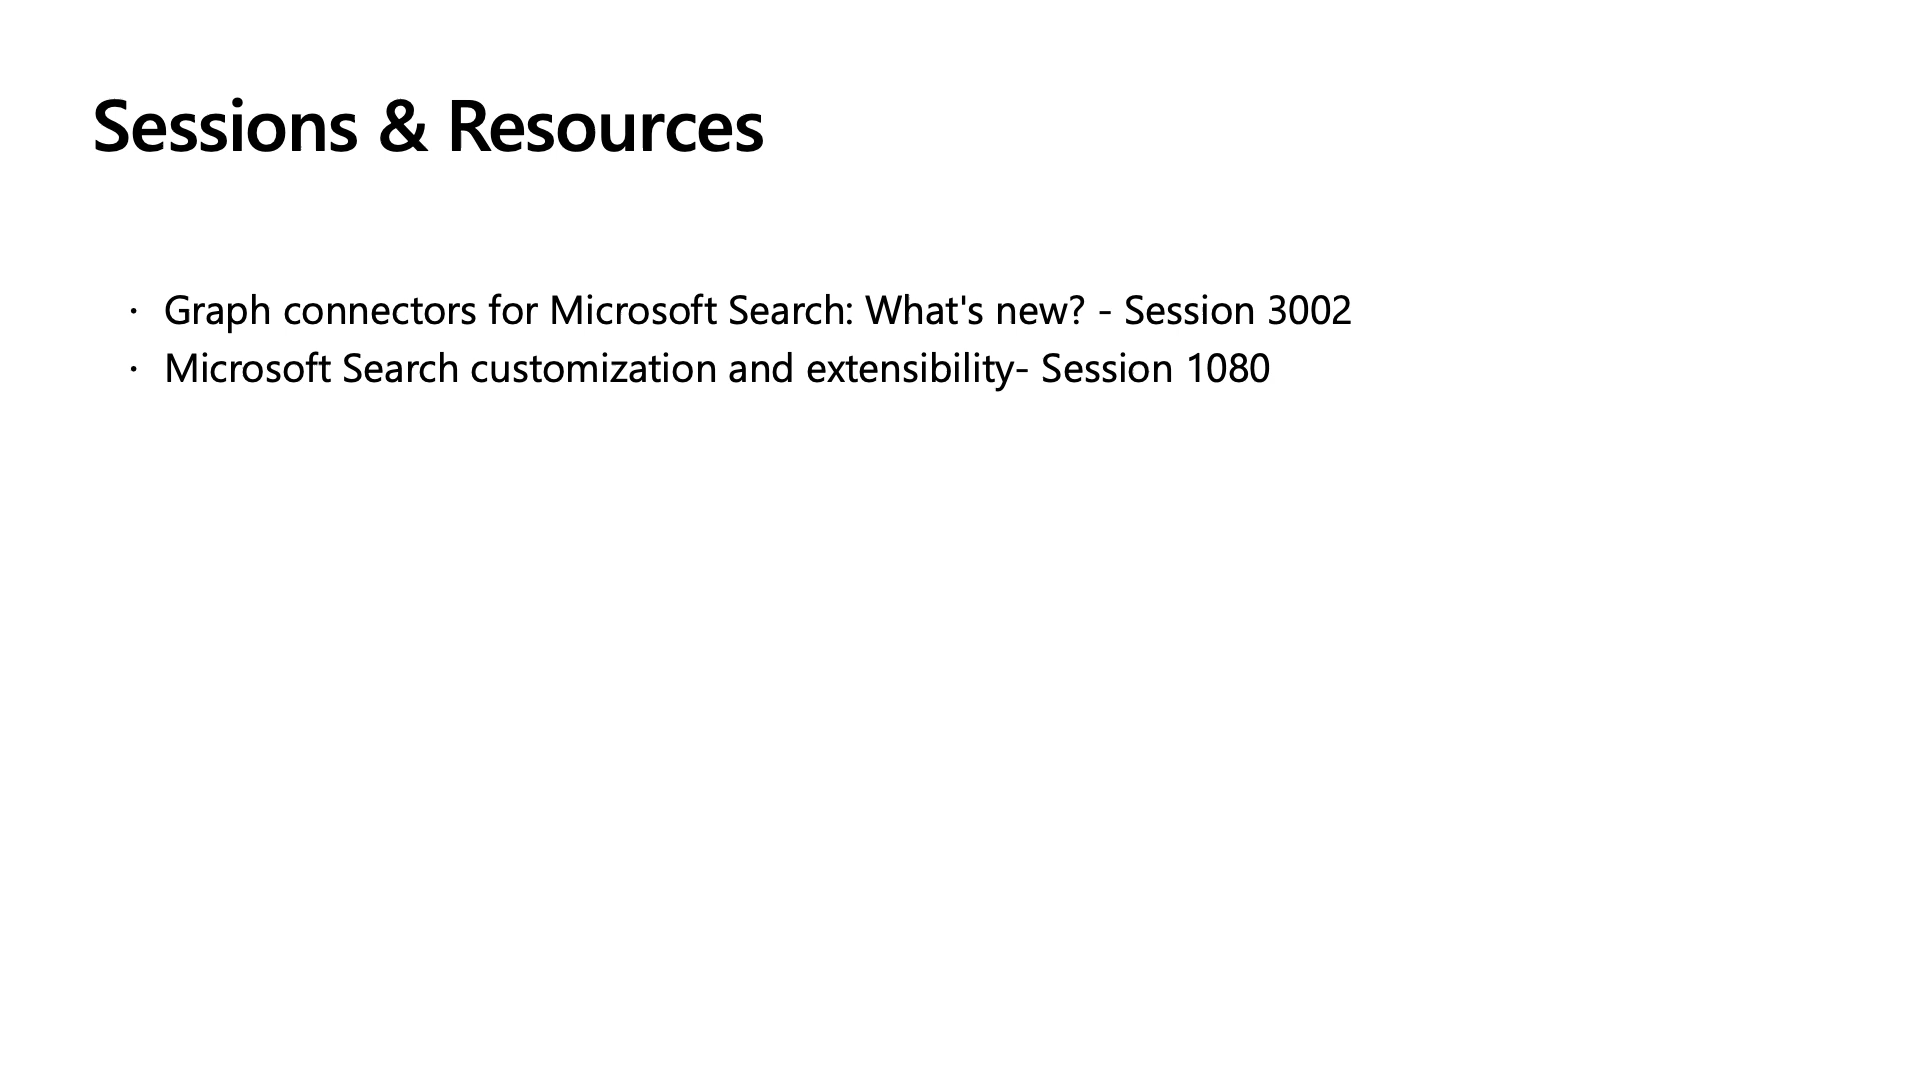 Sessions & Resources
· Graph connectors for Microsoft Search: What's new? - Session 3002
· Microsoft Search customization and extensibility- Session 1080